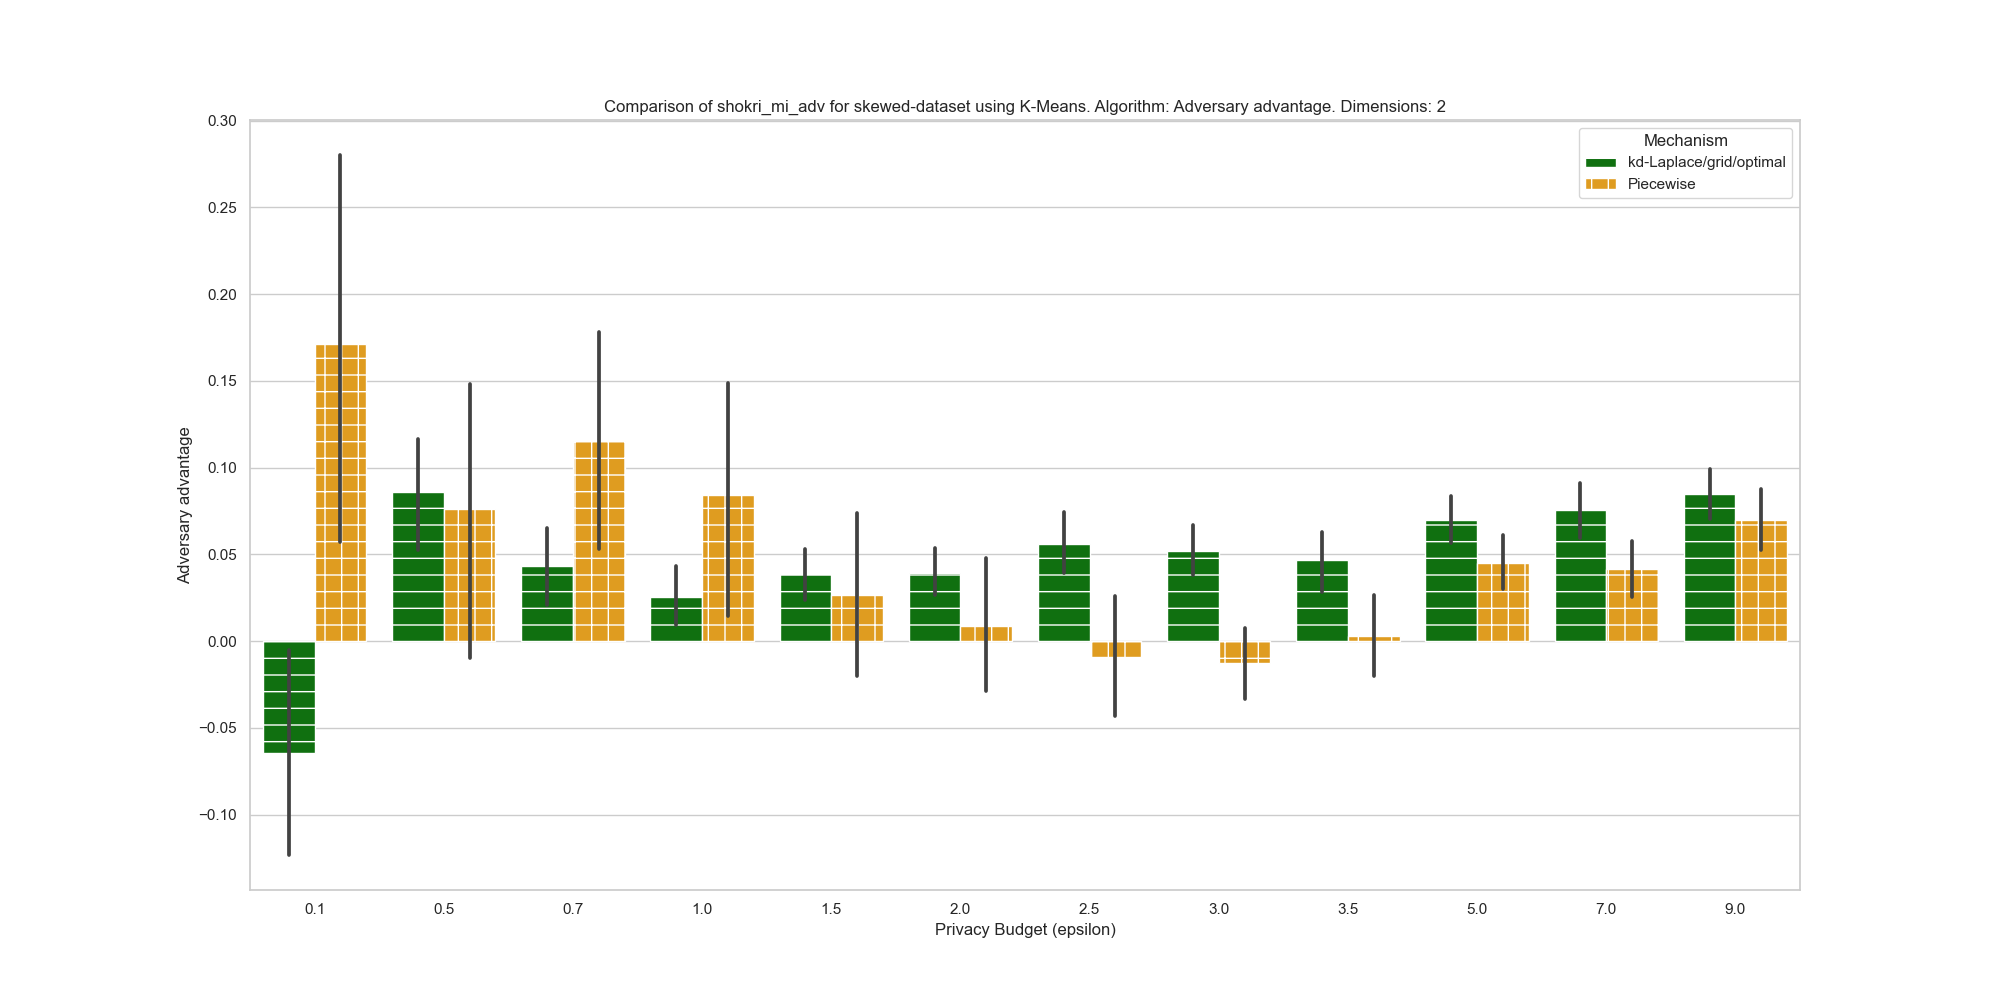 Comparison of shokri_mi_adv for skewed-dataset using K-Means. Algorithm: Adversary advantage. Dimensions: 2
Mechanism
kd-Laplace/grid/optimal
Piecewise
Adversary advantage
0.30
0.25
0.20
0.15
0.10
0.05
0.00
−0.05
−0.10
0.1 0.5 0.7 1.0 1.5 2.0 2.5 3.0 3.5 5.0 7.0 9.0
Privacy Budget (epsilon)